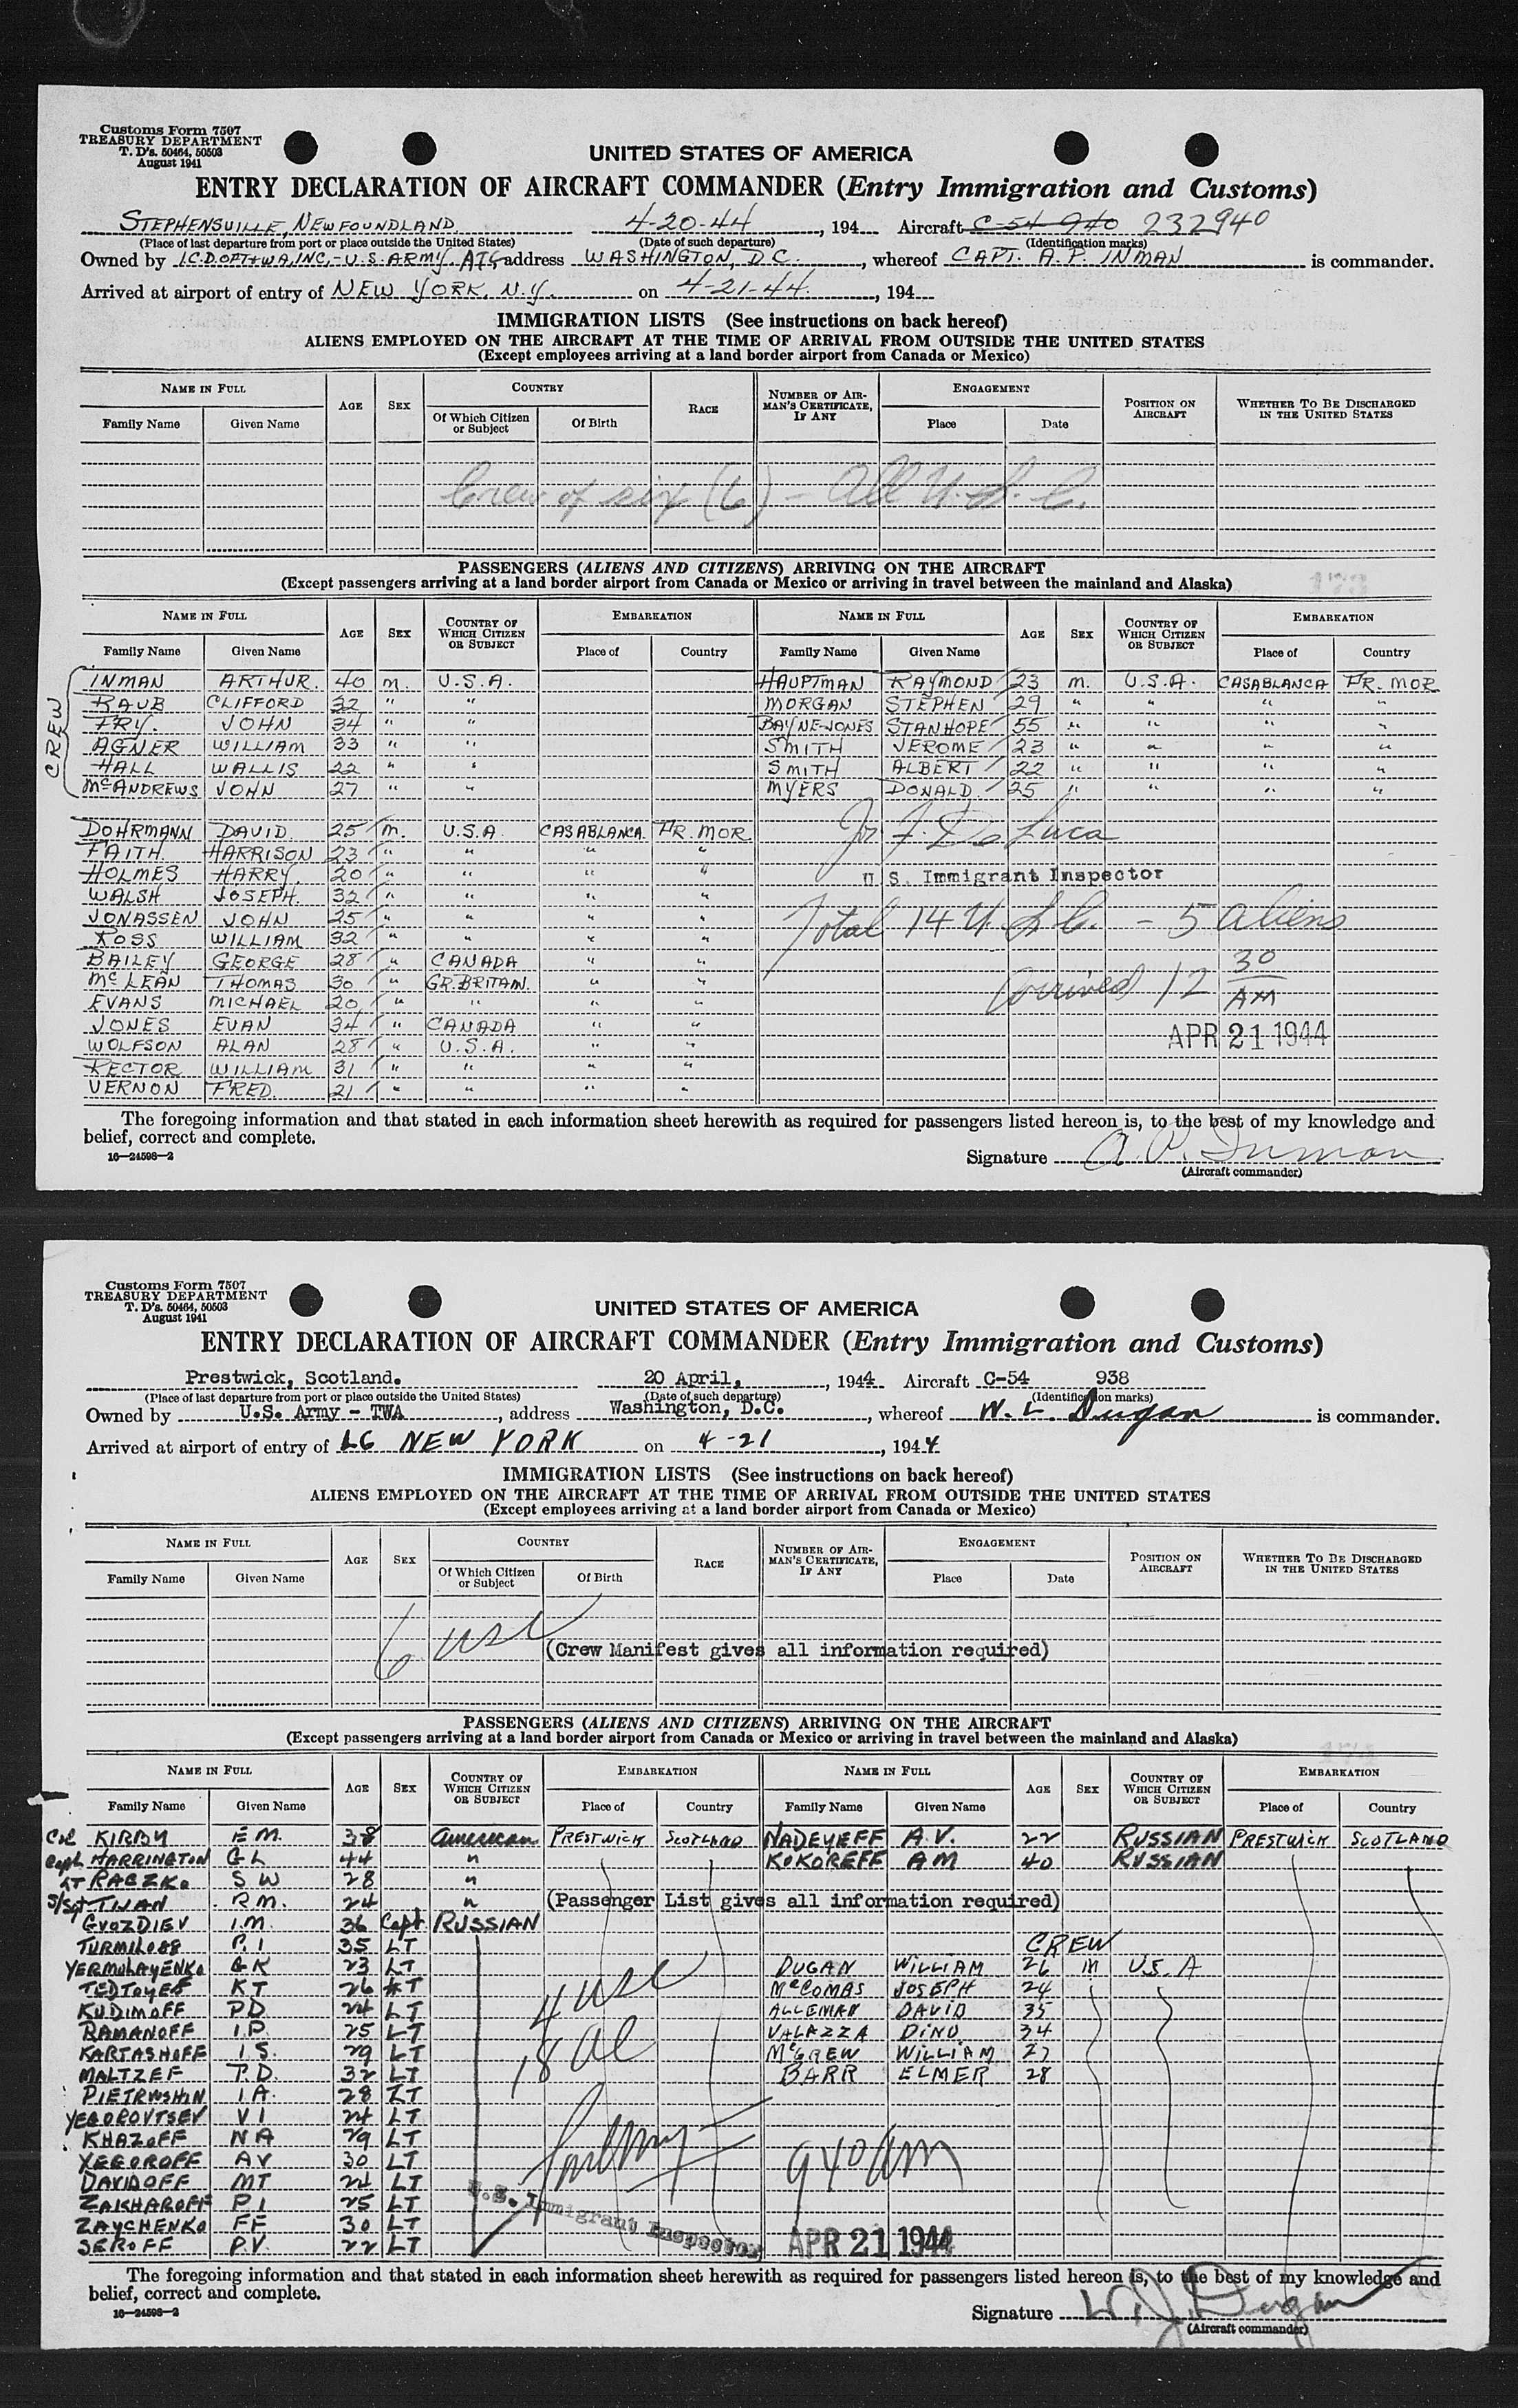 Customs Form 7507
TREASURY DEPARTMENT
T. D's. 50464, 50503
August 1941
UNITED STATES OF AMERICA
ENTRY DECLARATION OF AIRCRAFT COMMANDER (Entry Immigration and Customs)
STEPHENSVILLE, NEWFOUNDLAND 4-20-44, 194 Aircraft C-54 940 232940
(Place of last departure from port or place outside the United States) (Date of such departure) (Identification marks)
Owned by I.C.D. OF T&WA, INC,-U.S. ARMY ATC, address WASHINGTON, D.C., whereof CAPT. A.P. INMAN is commander.
Arrived at airport of entry of NEW YORK, N.Y. on 4-21-44, 194
IMMIGRATION LISTS (See instructions on back hereof)
ALIENS EMPLOYED ON THE AIRCRAFT AT THE TIME OF ARRIVAL FROM OUTSIDE THE UNITED STATES
(Except employees arriving at a land border airport from Canada or Mexico)
NAME IN FULL AGE SEX COUNTRY RACE NUMBER OF AIRMAN'S CERTIFICATE, IF ANY ENGAGEMENT POSITION ON AIRCRAFT WHETHER TO BE DISCHARGED IN THE UNITED STATES
Family Name Given Name Of Which Citizen or Subject Of Birth Place Date
Crew of six (6) - All U.S.C.
PASSENGERS (ALIENS AND CITIZENS) ARRIVING ON THE AIRCRAFT
(Except passengers arriving at a land border airport from Canada or Mexico or arriving in travel between the mainland and Alaska)
NAME IN FULL AGE SEX COUNTRY OF WHICH CITIZEN OR SUBJECT EMBARKATION NAME IN FULL AGE SEX COUNTRY OF WHICH CITIZEN OR SUBJECT EMBARKATION
Family Name Given Name Place of Country Family Name Given Name Place of Country
CREW
INMAN ARTHUR. 40 m. U.S.A. HAUPTMAN RAYMOND 23 m. U.S.A. CASABLANCA FR. MOR.
RAUB CLIFFORD 32 " " MORGAN STEPHEN 29 " " " "
FRY. JOHN 34 " " BAYNE-JONES STANHOPE 55 " " " "
AGNER WILLIAM 33 " " SMITH JEROME 23 " " " "
HALL WALLIS 22 " " SMITH ALBERT 22 " " " "
McANDREWS JOHN 27 " " MYERS DONALD. 25 " " " "
DOHRMANN DAVID. 25 m. U.S.A. CASABLANCA. FR. MOR. Jr. F. De Luca
FAITH. HARRISON 23 " " " "
HOLMES HARRY. 20 " " " " U.S. Immigrant Inspector
WALSH JOSEPH. 32 " " " "
JONASSEN JOHN 25 " " " " Total 14 U.S.C. - 5 aliens
ROSS WILLIAM 32 " " " "
BAILEY GEORGE 28 " CANADA " "
McLEAN THOMAS 30 " GR. BRITAIN. " " arrived 12 30 AM
EVANS MICHAEL 20 " " " "
JONES EVAN 34 " CANADA " "
WOLFSON ALAN 28 " U.S.A. " " APR 21 1944
RECTOR WILLIAM 31 " " " "
VERNON FRED. 21 " " " "
The foregoing information and that stated in each information sheet herewith as required for passengers listed hereon is, to the best of my knowledge and
belief, correct and complete.
16—24598—2
Signature A. P. Inman
(Aircraft commander)
Customs Form 7507
TREASURY DEPARTMENT
T. D's. 50464, 50503
August 1941
UNITED STATES OF AMERICA
ENTRY DECLARATION OF AIRCRAFT COMMANDER (Entry Immigration and Customs)
Prestwick, Scotland. 20 April, 1944 Aircraft C-54 938
(Place of last departure from port or place outside the United States) (Date of such departure) (Identification marks)
Owned by U.S. Army - TWA, address Washington, D.C., whereof W. L Dugan is commander.
Arrived at airport of entry of LG NEW YORK on 4-21, 1944
IMMIGRATION LISTS (See instructions on back hereof)
ALIENS EMPLOYED ON THE AIRCRAFT AT THE TIME OF ARRIVAL FROM OUTSIDE THE UNITED STATES
(Except employees arriving at a land border airport from Canada or Mexico)
NAME IN FULL AGE SEX COUNTRY RACE NUMBER OF AIRMAN'S CERTIFICATE, IF ANY ENGAGEMENT POSITION ON AIRCRAFT WHETHER TO BE DISCHARGED IN THE UNITED STATES
Family Name Given Name Of Which Citizen or Subject Of Birth Place Date
6 usc
(Crew Manifest gives all information required)
PASSENGERS (ALIENS AND CITIZENS) ARRIVING ON THE AIRCRAFT
(Except passengers arriving at a land border airport from Canada or Mexico or arriving in travel between the mainland and Alaska)
NAME IN FULL AGE SEX COUNTRY OF WHICH CITIZEN OR SUBJECT EMBARKATION NAME IN FULL AGE SEX COUNTRY OF WHICH CITIZEN OR SUBJECT EMBARKATION
Family Name Given Name Place of Country Family Name Given Name Place of Country
Col KIRBY E M. 38 American PRESTWICK SCOTLAND NADEYEFF A.V. 22 RUSSIAN PRESTWICK SCOTLAND
Capt HARRINGTON G L 44 " KOKOREFF AM 40 RUSSIAN
LT RACZKO S W 28 "
S/Sgt TWAN R M. 24 " (Passenger List gives all information required)
GVOZDIEV I.M. 36 Capt RUSSIAN
P.I 35 LT CREW
YERMOLAYENKO GK 23 LT DUGAN WILLIAM 26 M U.S.A
KT 26 LT McCOMAS JOSEPH 24
KUDIMOFF P.D 24 LT 4 usc ALLEMAN DAVID 35
RAMANOFF I.P. 25 LT VALAZZA DINO 34
KARTASHOFF I.S. 29 LT 18 al McGREW WILLIAM 27
MALTZEF P.D. 32 LT BARR ELMER 28
PIETRUSHIN I.A. 28 LT
YEGOROVTSEV VI 24 LT
KHAZOFF NA 29 LT
YEGOROFF AV 30 LT 940 am
DAVIDOFF MT 24 LT
ZAKHAROFF P I 25 LT U.S. Immigrant Inspector
ZAYCHENKO FF 30 LT
SEROFF P.V. 22 LT APR 21 1944
The foregoing information and that stated in each information sheet herewith as required for passengers listed hereon is, to the best of my knowledge and
belief, correct and complete.
16—24598—2
Signature W. J. Dugan
(Aircraft commander)